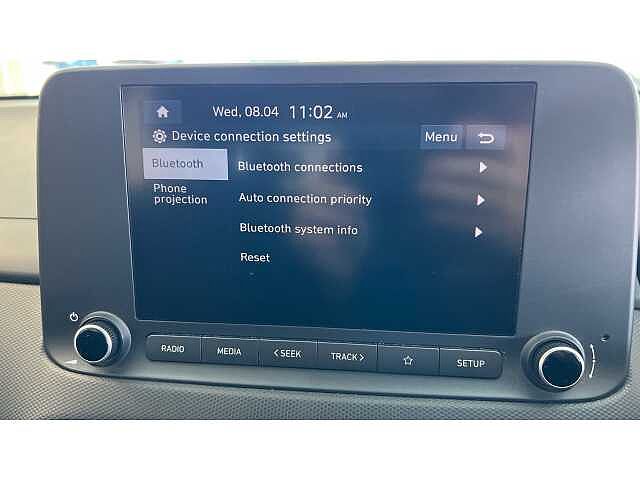 Wed, 08.04 11:02 AM
Device connection settings
Menu
Bluetooth
Bluetooth connections
Phone
projection
Auto connection priority
Bluetooth system info
Reset
RADIO
MEDIA
< SEEK
TRACK >
SETUP